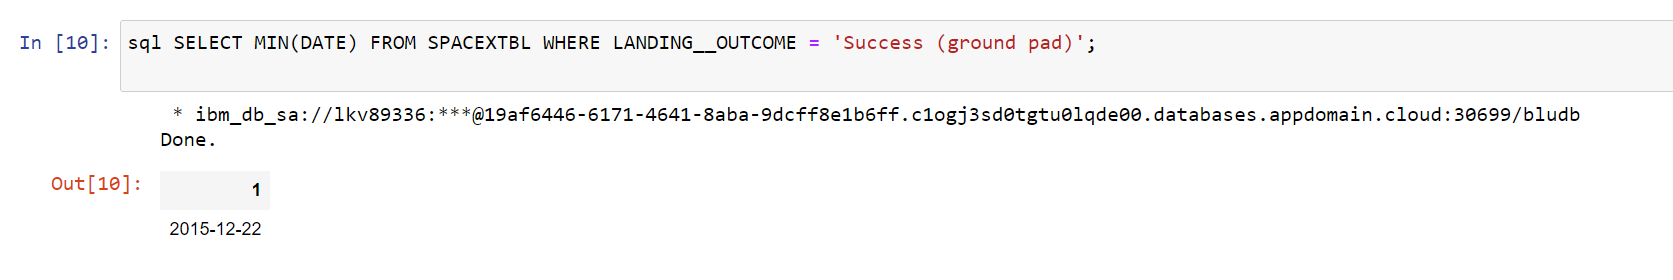 In [10]: sql SELECT MIN(DATE) FROM SPACEXTBL WHERE LANDING__OUTCOME = 'Success (ground pad)';
* ibm_db_sa://lkv89336:***@19af6446-6171-4641-8aba-9dcff8e1b6ff.c1ogj3sd0tgtu0lqde00.databases.appdomain.cloud:30699/bludb
Done.
Out[10]: 1
2015-12-22